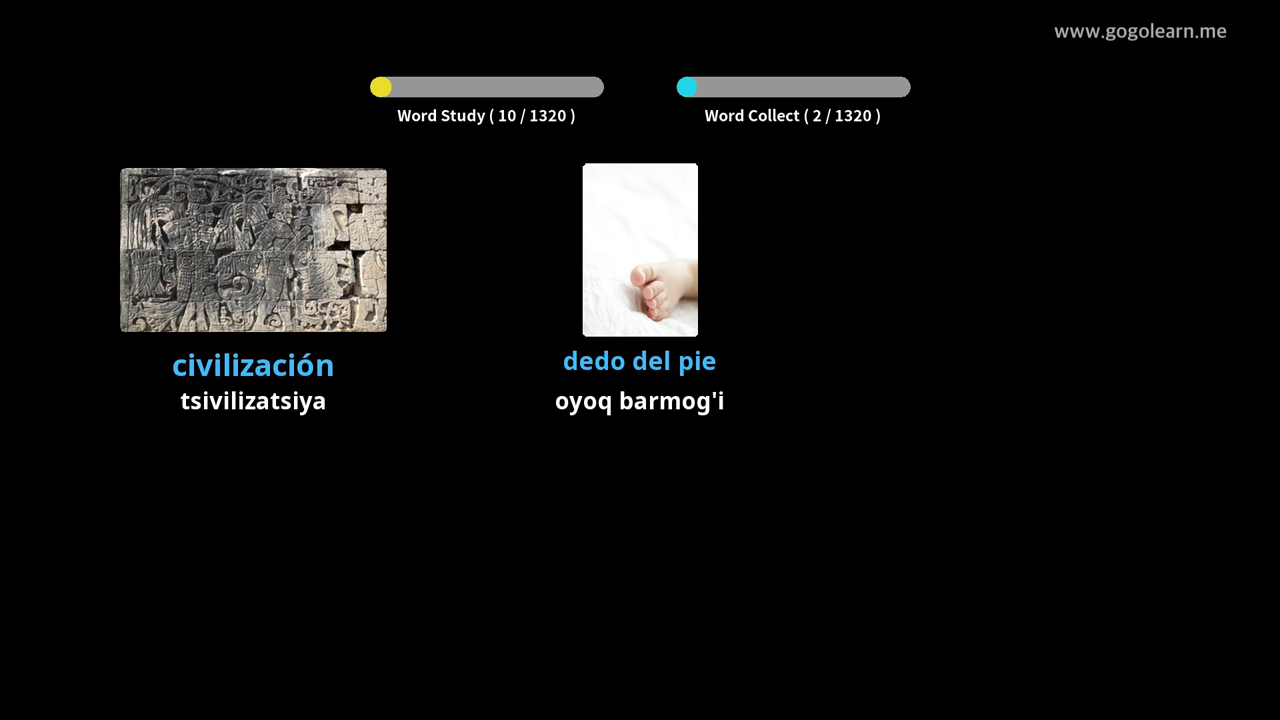 www.gogolearn.me
Word Study ( 10 / 1320 )
Word Collect ( 2 / 1320 )
civilización
tsivilizatsiya
dedo del pie
oyoq barmog'i